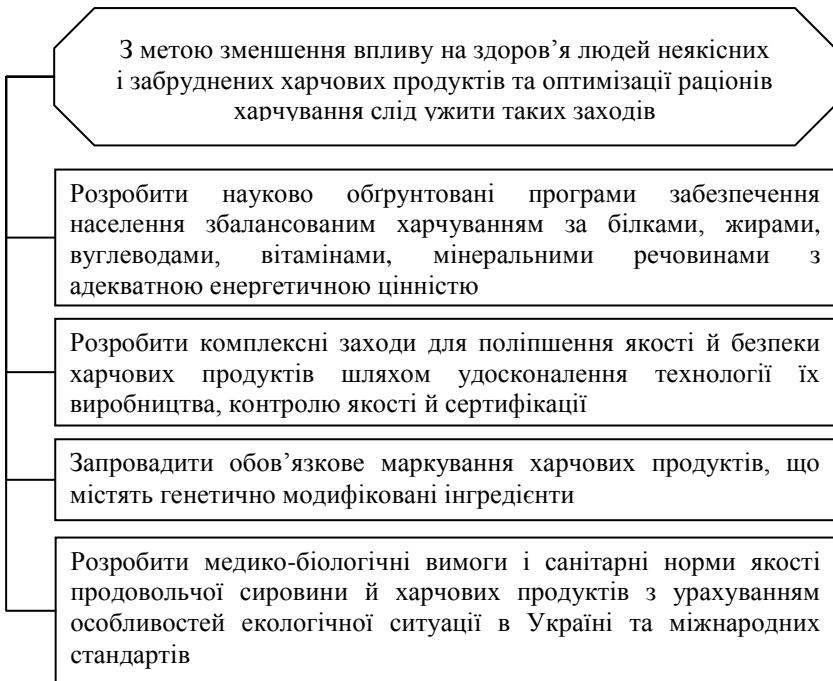 З метою зменшення впливу на здоров’я людей неякісних
і забруднених харчових продуктів та оптимізації раціонів
харчування слід ужити таких заходів
Розробити науково обґрунтовані програми забезпечення
населення збалансованим харчуванням за білками, жирами,
вуглеводами, вітамінами, мінеральними речовинами з
адекватною енергетичною цінністю
Розробити комплексні заходи для поліпшення якості й безпеки
харчових продуктів шляхом удосконалення технології їх
виробництва, контролю якості й сертифікації
Запровадити обов’язкове маркування харчових продуктів, що
містять генетично модифіковані інгредієнти
Розробити медико-біологічні вимоги і санітарні норми якості
продовольчої сировини й харчових продуктів з урахуванням
особливостей екологічної ситуації в Україні та міжнародних
стандартів